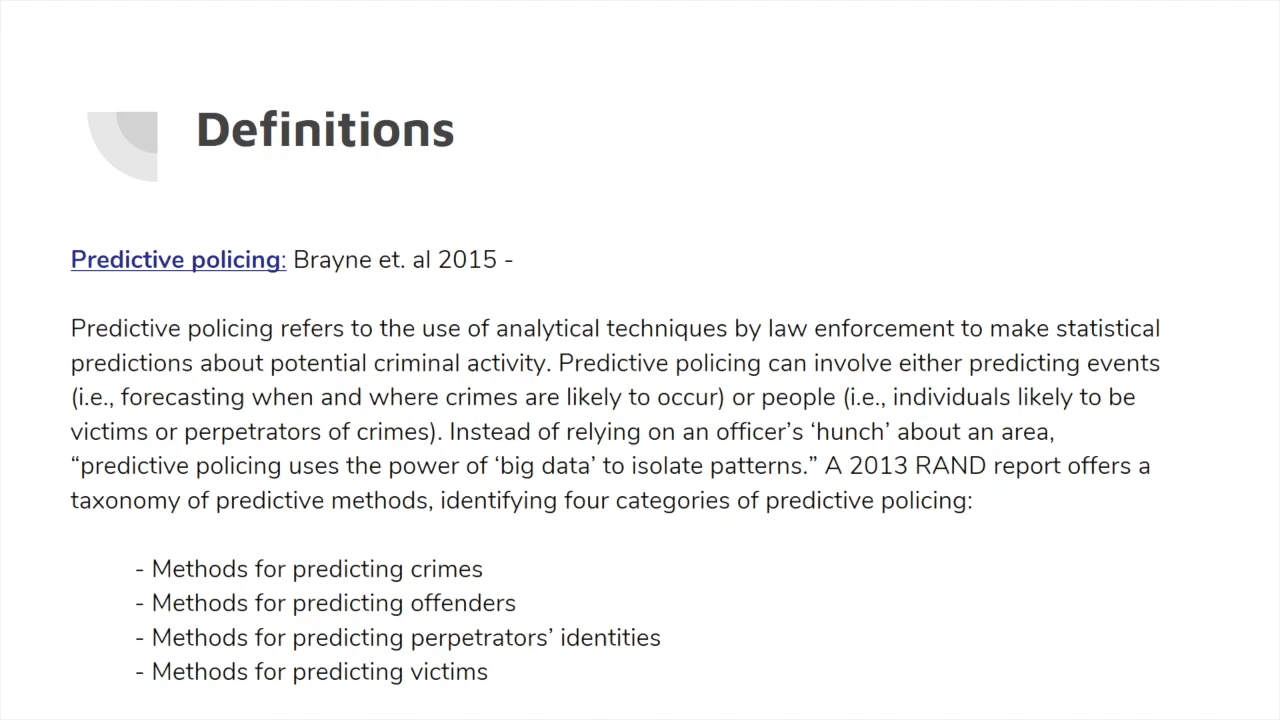 Definitions
Predictive policing: Brayne et. al 2015 -
Predictive policing refers to the use of analytical techniques by law enforcement to make statistical
predictions about potential criminal activity. Predictive policing can involve either predicting events
(i.e., forecasting when and where crimes are likely to occur) or people (i.e., individuals likely to be
victims or perpetrators of crimes). Instead of relying on an officer’s ‘hunch’ about an area,
“predictive policing uses the power of ‘big data’ to isolate patterns.” A 2013 RAND report offers a
taxonomy of predictive methods, identifying four categories of predictive policing:
- Methods for predicting crimes
- Methods for predicting offenders
- Methods for predicting perpetrators’ identities
- Methods for predicting victims